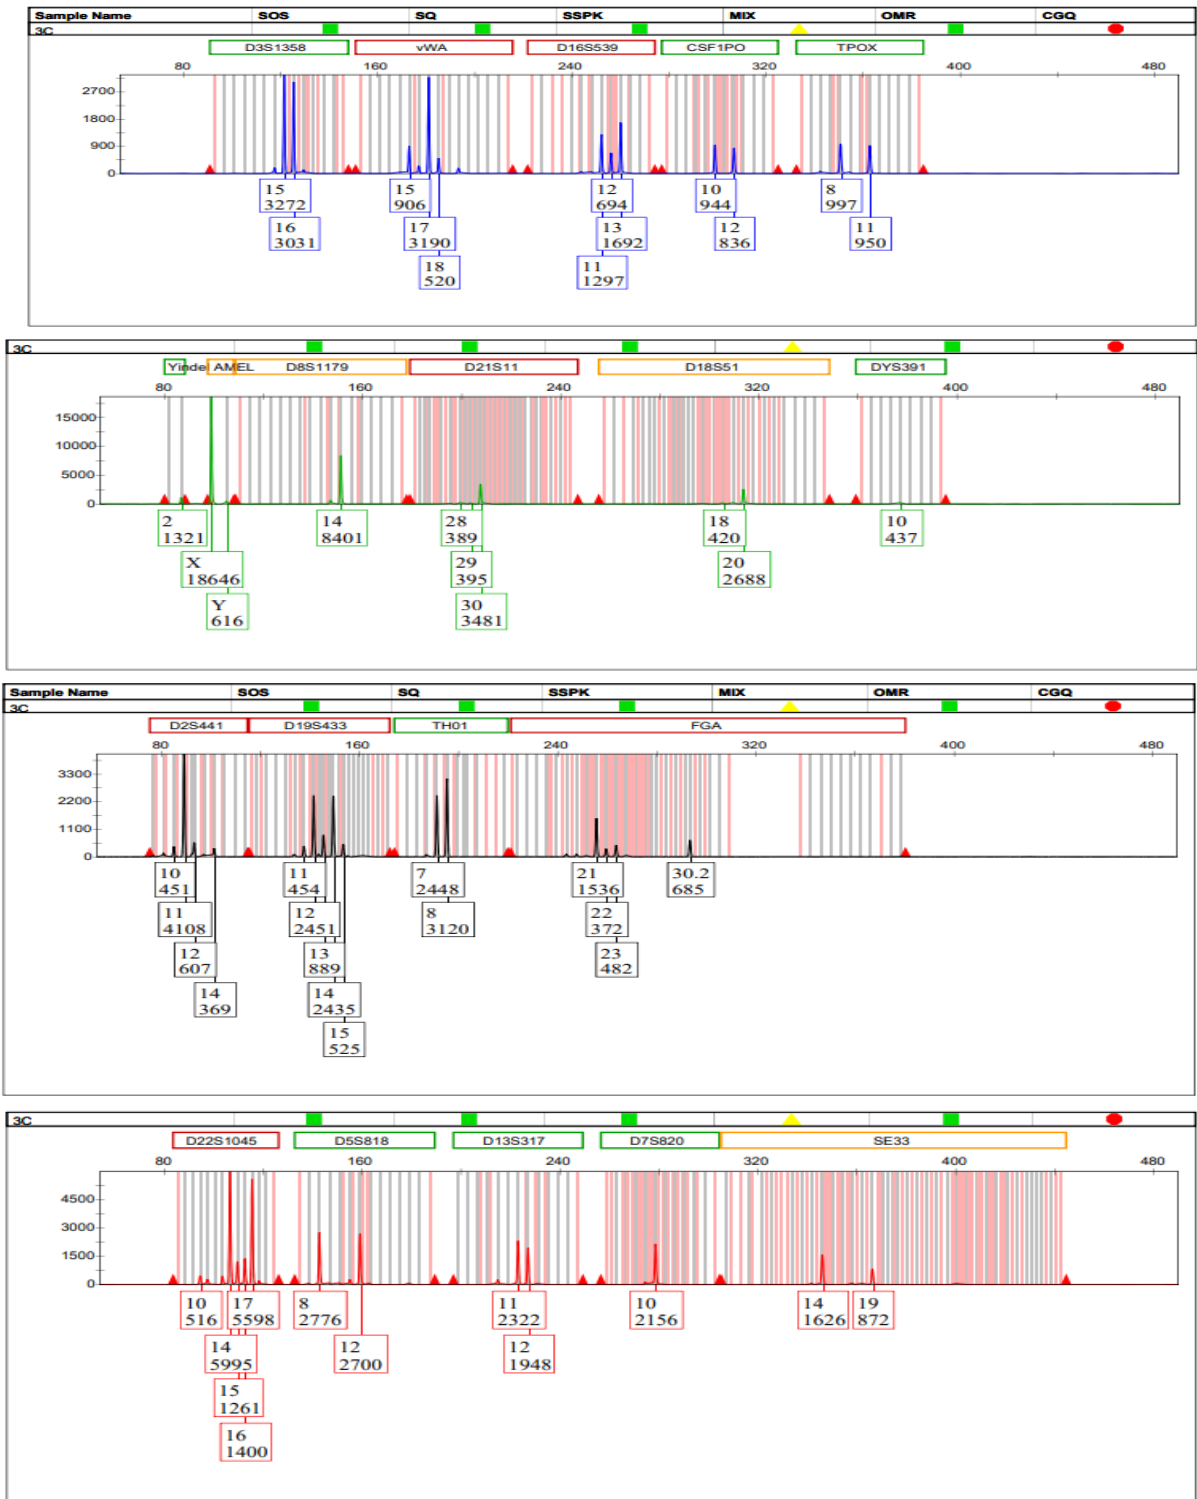 Sample Name SOS SQ SSPK MIX OMR CGQ
3C
D3S1358 vWA D16S539 CSF1PO TPOX
80 160 240 320 400 480
2700
1800
900
0
15 15 12 10 8
3272 906 694 944 997
16 17 13 12 11
3031 3190 1692 836 950
18 11
520 1297
3C
Yindel AMEL D8S1179 D21S11 D18S51 DYS391
80 160 240 320 400 480
15000
10000
5000
0
2 14 28 18 10
1321 8401 389 420 437
X 29 20
18646 395 2688
Y 30
616 3481
Sample Name SOS SQ SSPK MIX OMR CGQ
3C
D2S441 D19S433 TH01 FGA
80 160 240 320 400 480
3300
2200
1100
0
10 11 7 21 30.2
451 454 2448 1536 685
11 12 8 22
4108 2451 3120 372
12 13 23
607 889 482
14 14
369 2435
15
525
3C
D22S1045 D5S818 D13S317 D7S820 SE33
80 160 240 320 400 480
4500
3000
1500
0
10 17 8 11 10 14 19
516 5598 2776 2322 2156 1626 872
14 12 12
5995 2700 1948
15
1261
16
1400